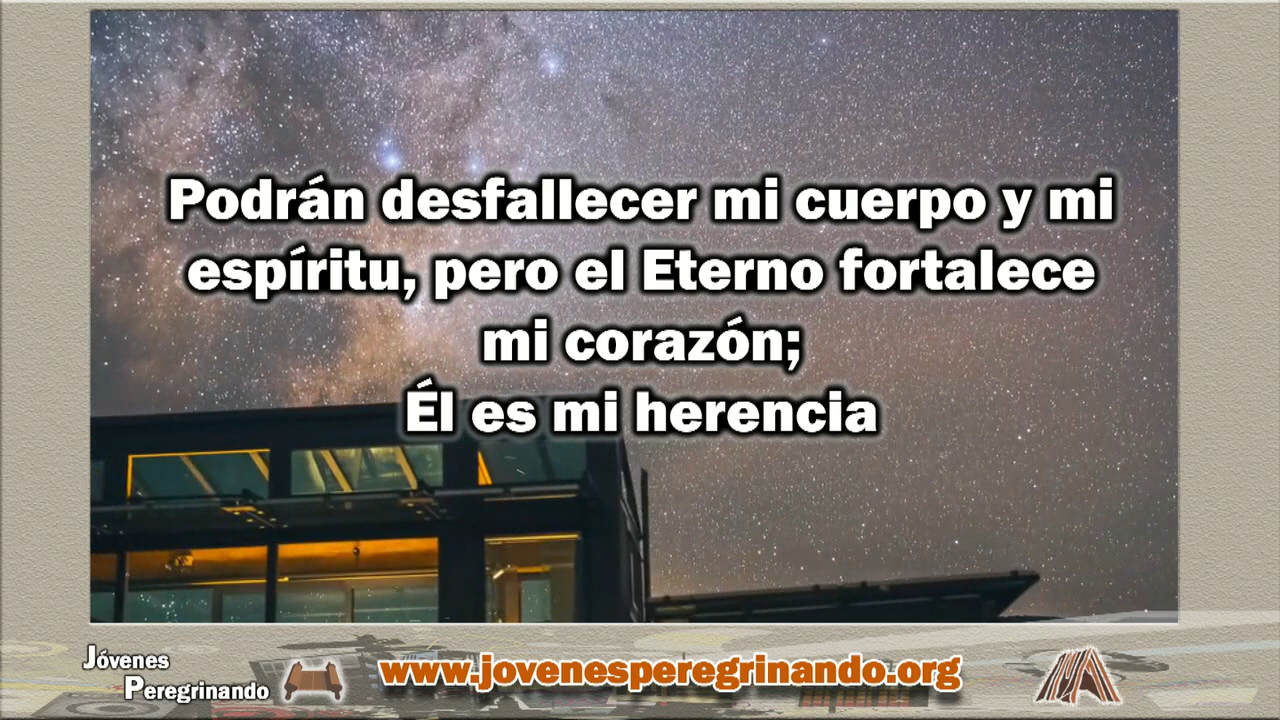 Podrán desfallecer mi cuerpo y mi
espíritu, pero el Eterno fortalece
mi corazón;
Él es mi herencia
Jóvenes
Peregrinando
www.jovenesperegrinando.org